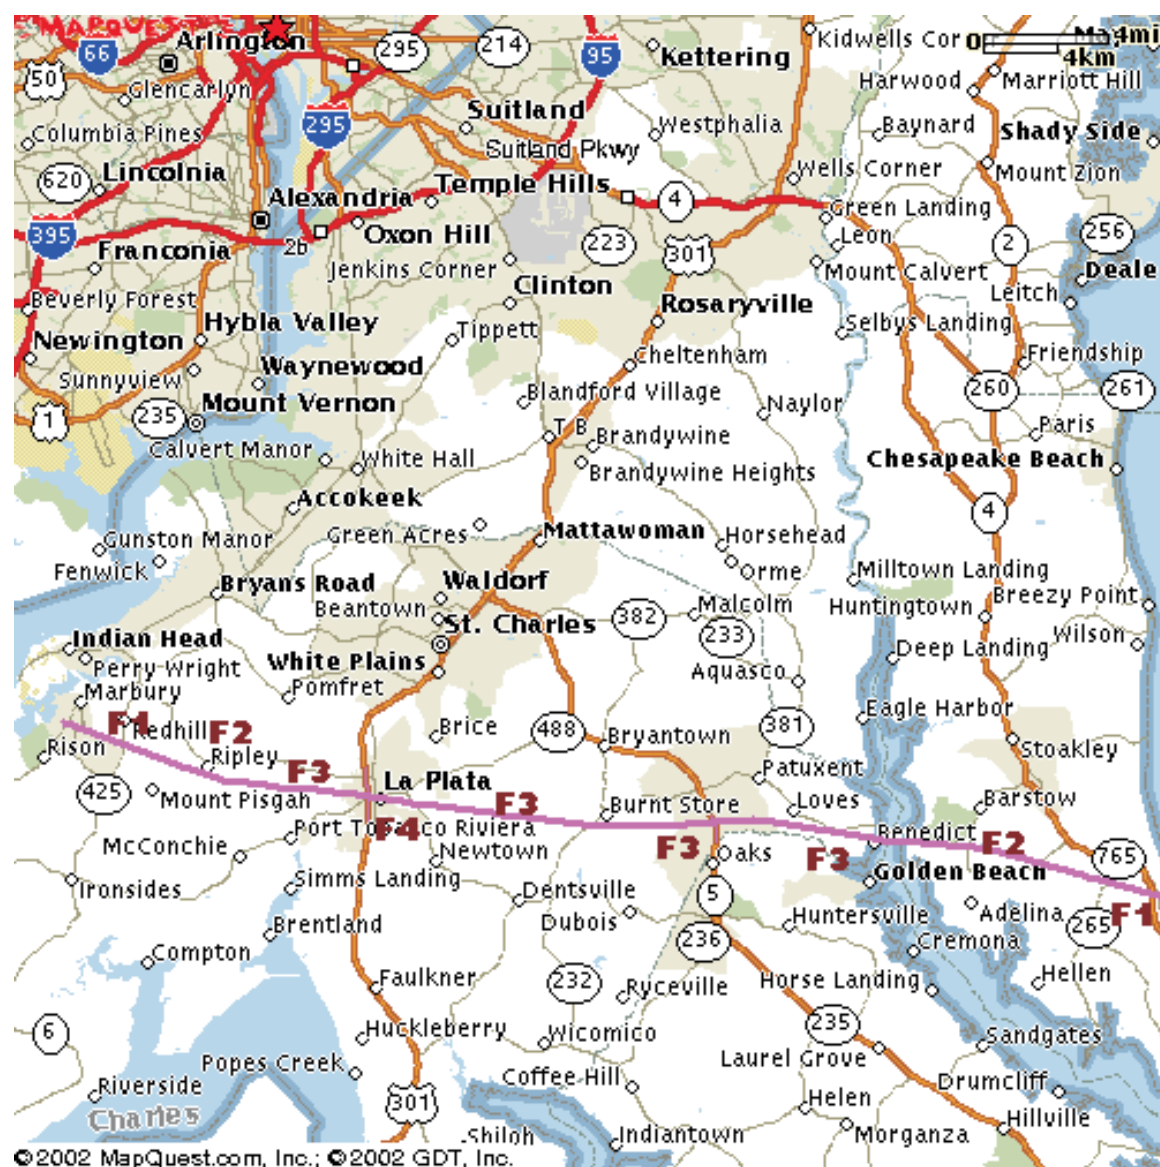 MARQUES
66
Arlington
295
214
95
Kettering
Kidwells Cor
0
4mi
4km
50
Glencarlyn
Harwood
Marriott Hill
Columbia Pines
295
Suitland
Westphalia
Baynard
Shady Side
Suitland Pkwy
620
Lincolnia
Temple Hills
Wells Corner
Mount Zion
Alexandria
4
Green Landing
395
Franconia
2b
Oxon Hill
223
301
Leon
2
256
Jenkins Corner
Clinton
Mount Calvert
Deale
Beverly Forest
Rosaryville
Leitch
Newington
Hybla Valley
Tippett
Selbys Landing
Sunnyview
Waynewood
Cheltenham
Friendship
1
235
Mount Vernon
Blandford Village
Naylor
260
261
Calvert Manor
White Hall
T B
Brandywine
Paris
Brandywine Heights
Chesapeake Beach
Accokeek
4
Gunston Manor
Green Acres
Mattawoman
Horsehead
Fenwick
Orme
Milltown Landing
Bryans Road
Waldorf
Beantown
382
Malcolm
Huntingtown
Breezy Point
Indian Head
St. Charles
233
Deep Landing
Wilson
Perry Wright
White Plains
Aquasco
Marbury
Pomfret
Eagle Harbor
F1
Redhill
F2
Brice
488
Bryantown
381
Rison
Ripley
Stoakley
F3
La Plata
Patuxent
425
Mount Pisgah
F3
Burnt Store
Loves
Barstow
Port Tobacco Riviera
F4
Benedict
F2
McConchie
Newtown
F3
Oaks
F3
765
Ironsides
Simms Landing
Dentsville
5
Golden Beach
Brentland
Dubois
Huntersville
Adelina
265
F1
Compton
236
Cremona
Faulkner
232
Ryceville
Horse Landing
Hellen
6
Huckleberry
Wicomico
235
Sandgates
Popes Creek
Laurel Grove
Riverside
Coffee Hill
Drumcliff
Charles
301
Helen
Hillville
Shiloh
Indiantown
Morganza
©2002 MapQuest.com, Inc.; ©2002 GDT, Inc.